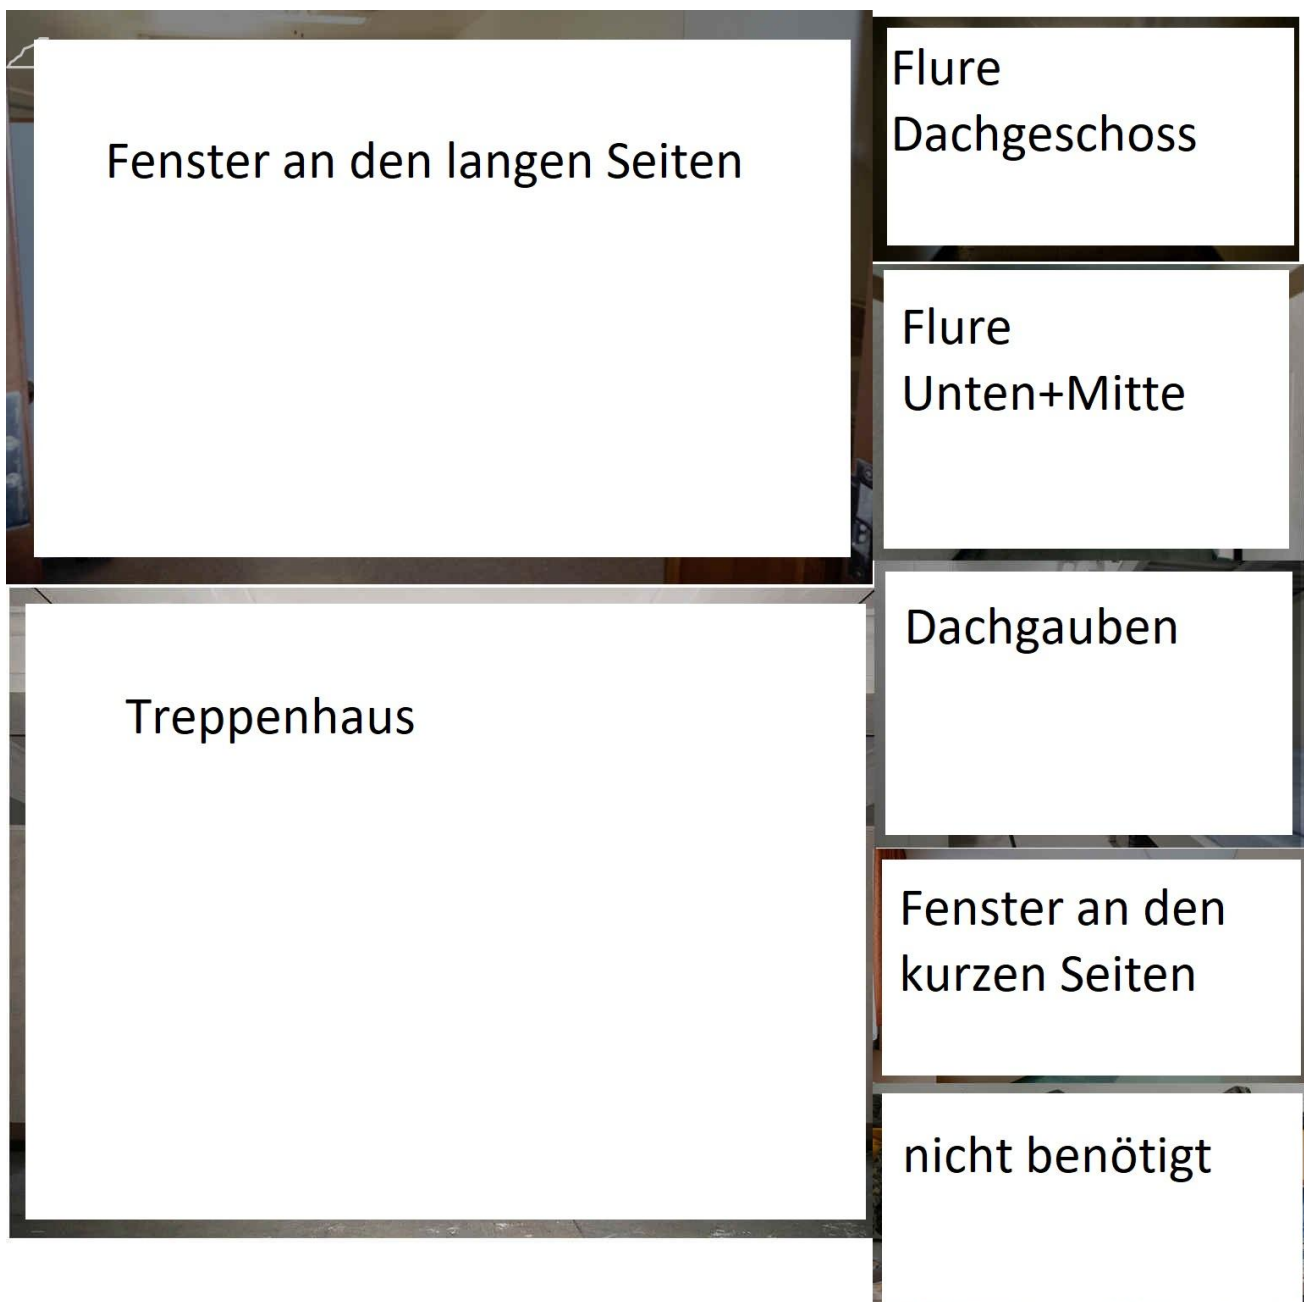 Fenster an den langen Seiten
Treppenhaus
Flure
Dachgeschoss
Flure
Unten+Mitte
Dachgauben
Fenster an den
kurzen Seiten
nicht benötigt